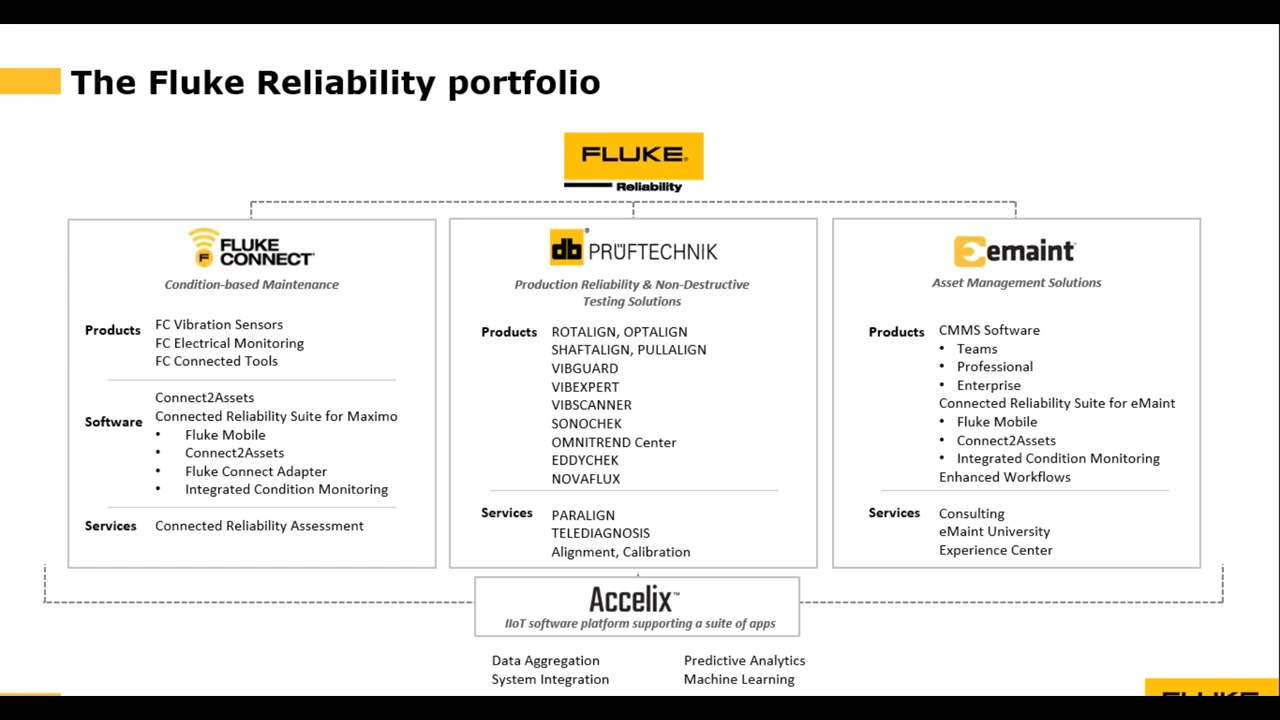 The Fluke Reliability portfolio
FLUKE®
Reliability
F FLUKE CONNECT™
Condition-based Maintenance
Products
FC Vibration Sensors
FC Electrical Monitoring
FC Connected Tools
Software
Connect2Assets
Connected Reliability Suite for Maximo
• Fluke Mobile
• Connect2Assets
• Fluke Connect Adapter
• Integrated Condition Monitoring
Services
Connected Reliability Assessment
db® PRÜFTECHNIK
Production Reliability & Non-Destructive
Testing Solutions
Products
ROTALIGN, OPTALIGN
SHAFTALIGN, PULLALIGN
VIBGUARD
VIBEXPERT
VIBSCANNER
SONOCHEK
OMNITREND Center
EDDYCHEK
NOVAFLUX
Services
PARALIGN
TELEDIAGNOSIS
Alignment, Calibration
emaint™
Asset Management Solutions
Products
CMMS Software
• Teams
• Professional
• Enterprise
Connected Reliability Suite for eMaint
• Fluke Mobile
• Connect2Assets
• Integrated Condition Monitoring
Enhanced Workflows
Services
Consulting
eMaint University
Experience Center
Accelix™
IIoT software platform supporting a suite of apps
Data Aggregation
System Integration
Predictive Analytics
Machine Learning
FLUKE